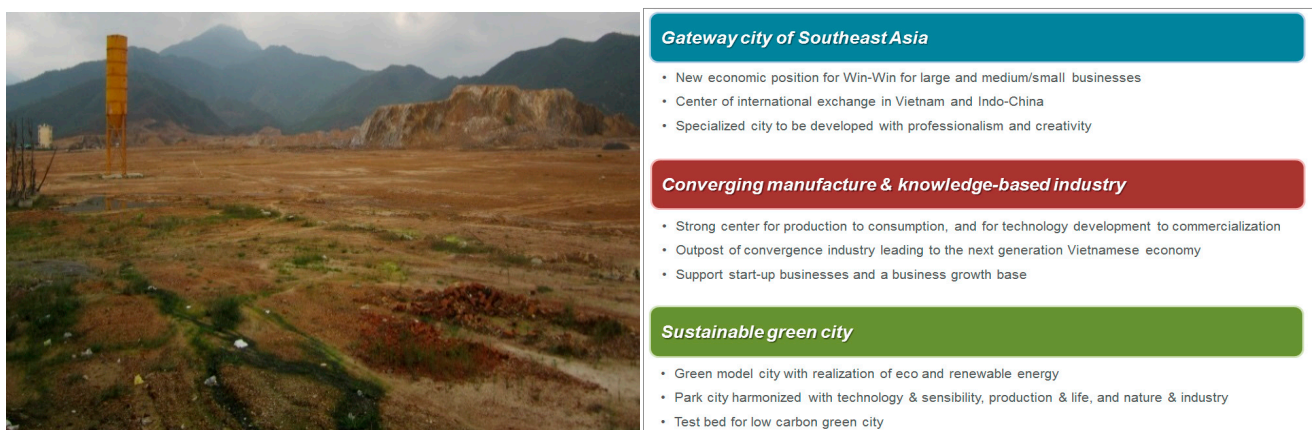 Gateway city of Southeast Asia
• New economic position for Win-Win for large and medium/small businesses
• Center of international exchange in Vietnam and Indo-China
• Specialized city to be developed with professionalism and creativity
Converging manufacture & knowledge-based industry
• Strong center for production to consumption, and for technology development to commercialization
• Outpost of convergence industry leading to the next generation Vietnamese economy
• Support start-up businesses and a business growth base
Sustainable green city
• Green model city with realization of eco and renewable energy
• Park city harmonized with technology & sensibility, production & life, and nature & industry
• Test bed for low carbon green city